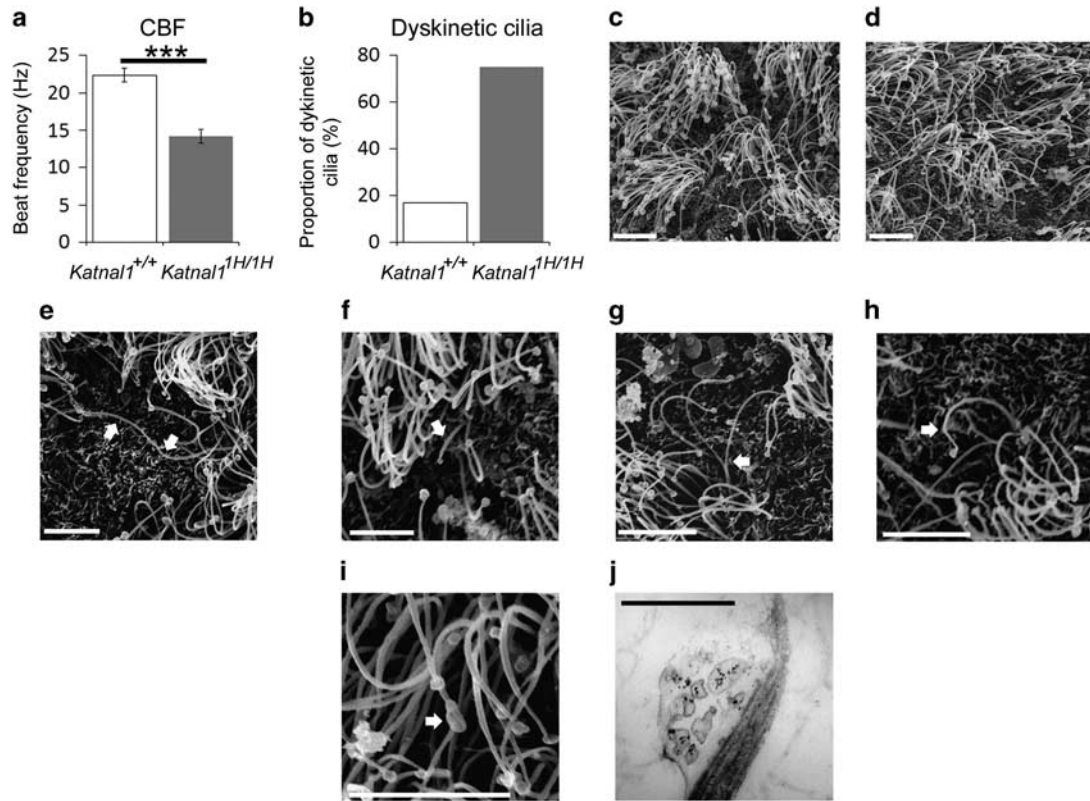 a
CBF
***
Beat frequency (Hz)
25
20
15
10
5
0
Katnal1+/+ Katnal11H/1H
b
Dyskinetic cilia
Proportion of dykinetic
cilia (%)
80
60
40
20
0
Katnal1+/+ Katnal11H/1H
c
d
e
f
g
h
i
j